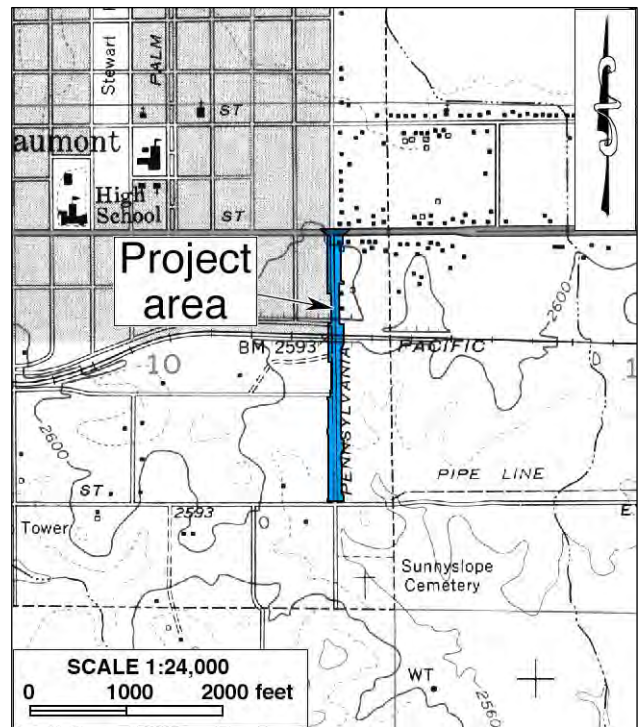 Stewart
PALM
ST
aumont
High
School
ST
Project
area
2600
BM 2593
PACIFIC
10
PENNSYLVANIA
2600
PIPE LINE
ST
2593
E
Tower
Sunnyslope
Cemetery
SCALE 1:24,000
0 1000 2000 feet
WT
2560